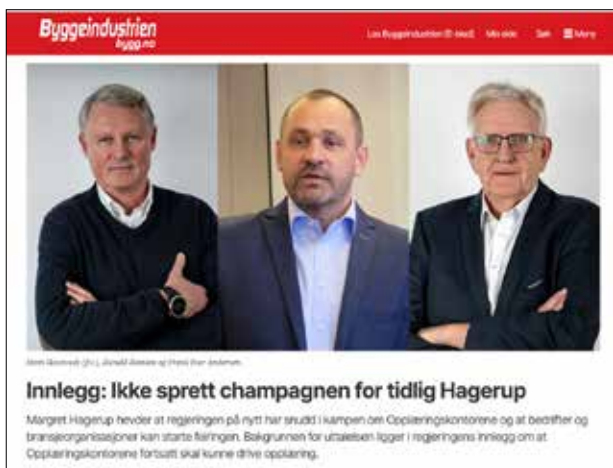 Byggeindustrien
bygg.no
Les Byggeindustrien (E-blad) Min side Søk Meny
Innlegg: Ikke sprett champagnen for tidlig Hagerup
Margret Hagerup hevder at regjeringen på nytt har snudd i kampen om Opplæringskontorene og at bedrifter og
bransjeorganisasjoner kan starte feiringen. Bakgrunnen for uttalelsen ligger i regjeringens innlegg om at
Opplæringskontorene fortsatt skal kunne drive opplæring.